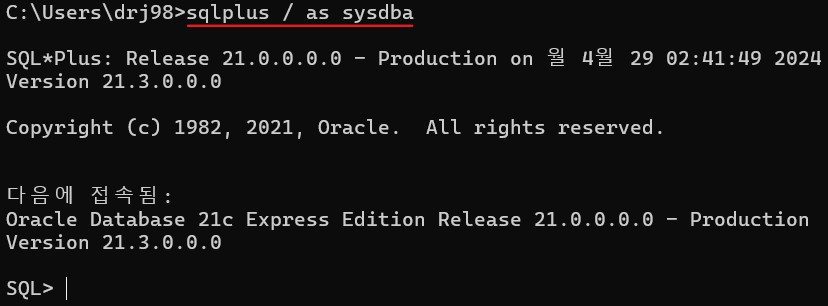 C:\Users\drj98>sqlplus / as sysdba
SQL*Plus: Release 21.0.0.0.0 - Production on 월 4월 29 02:41:49 2024
Version 21.3.0.0.0
Copyright (c) 1982, 2021, Oracle.  All rights reserved.
다음에 접속됨:
Oracle Database 21c Express Edition Release 21.0.0.0.0 - Production
Version 21.3.0.0.0
SQL>